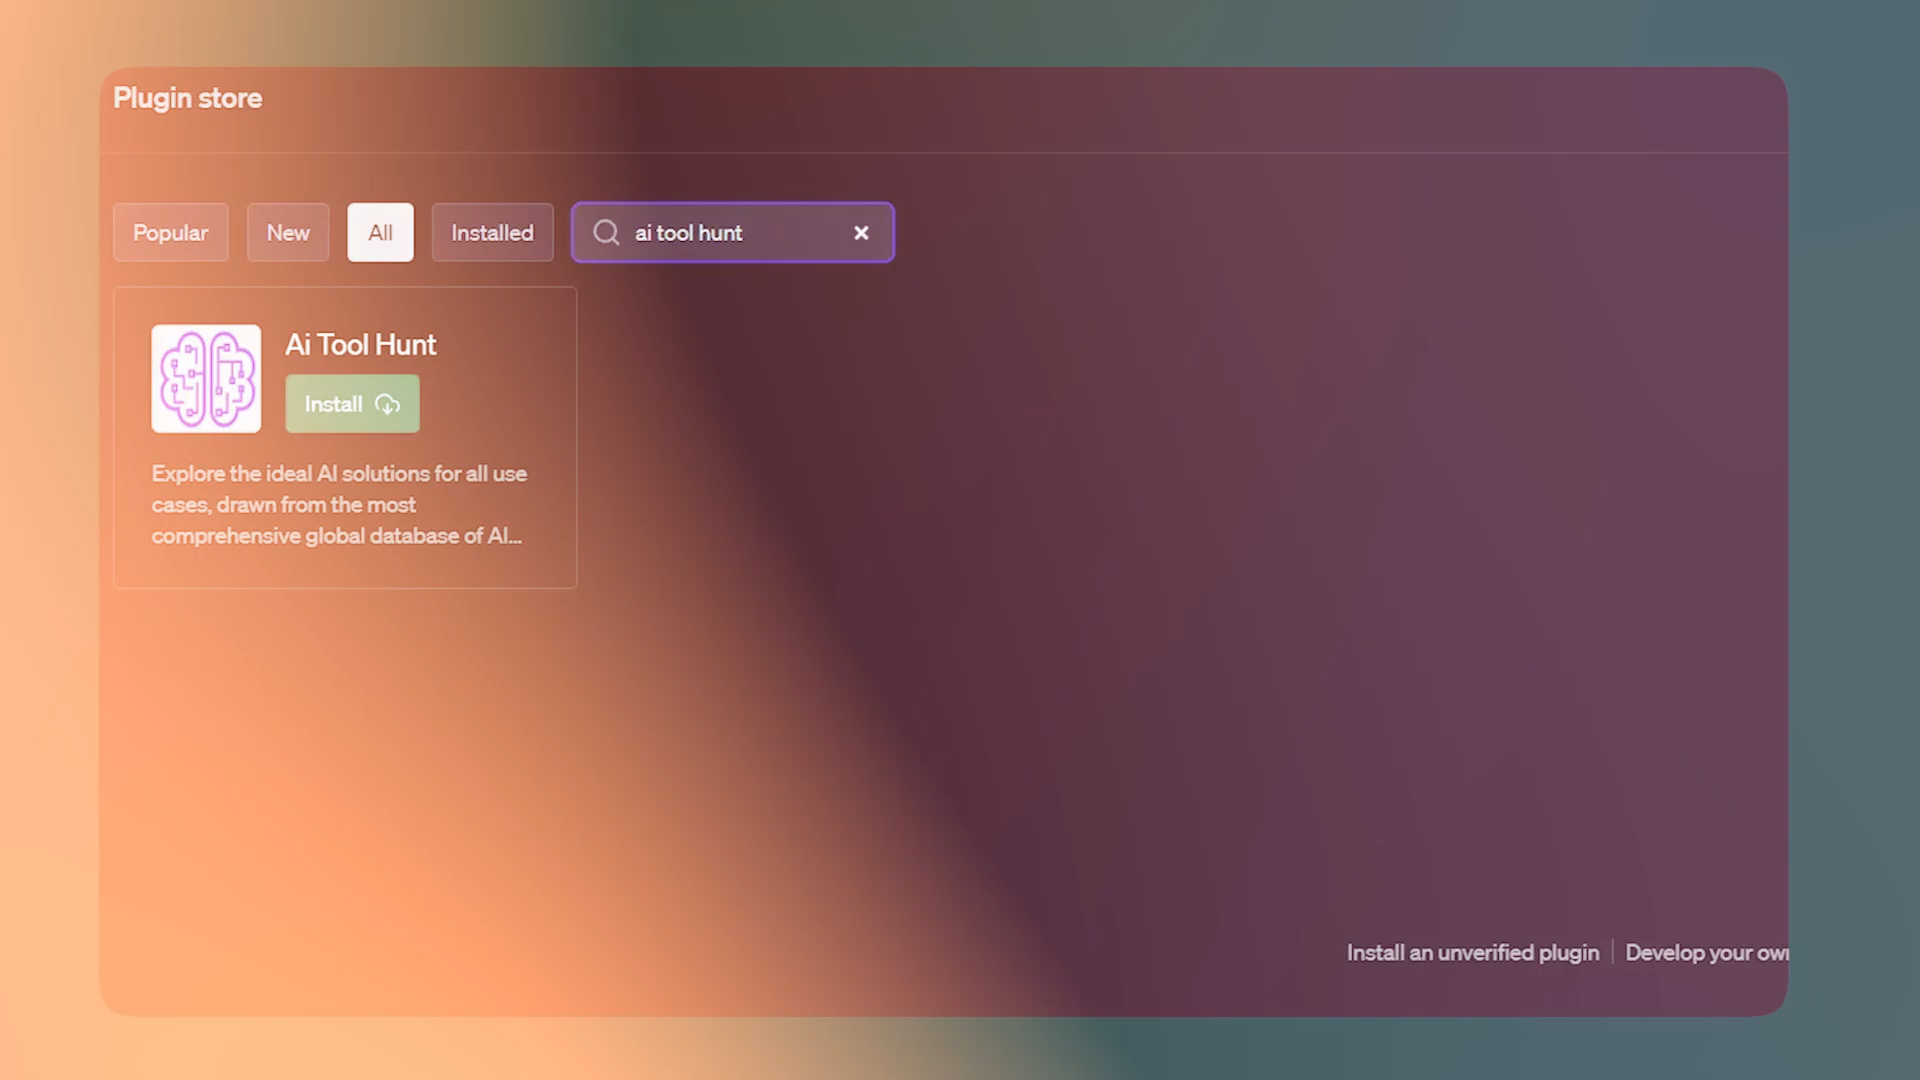 Plugin store
Popular
New
All
Installed
ai tool hunt
Ai Tool Hunt
Install
Explore the ideal AI solutions for all use
cases, drawn from the most
comprehensive global database of AI...
Install an unverified plugin
Develop your own